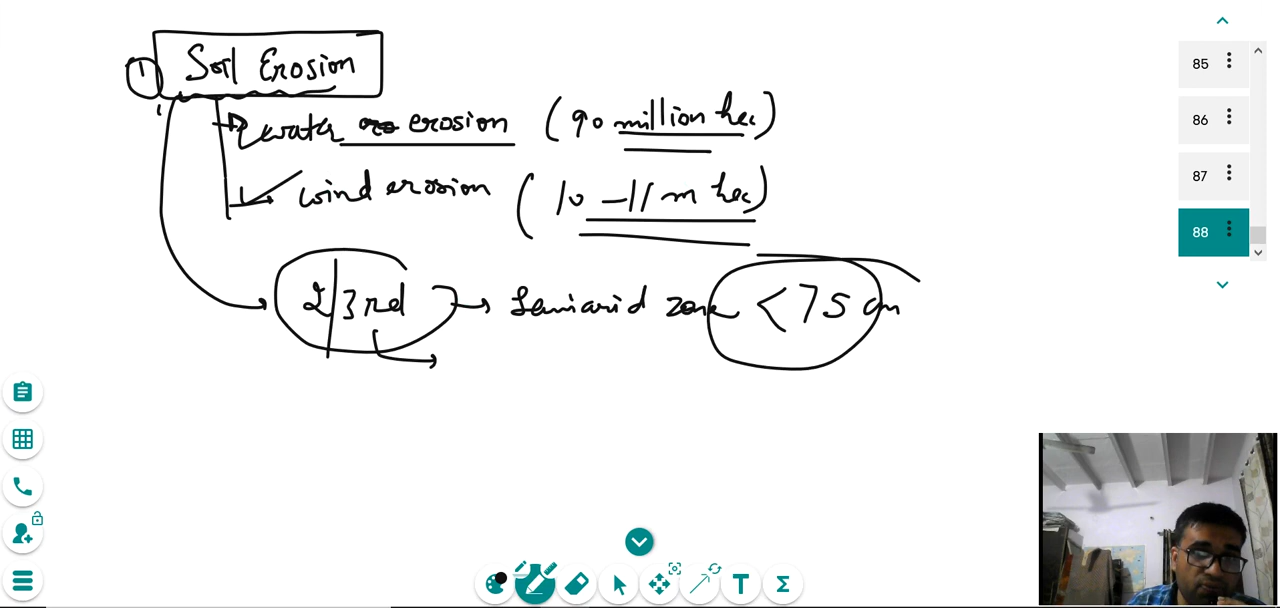 ① Soil Erosion
water erosion (90 million hec)
wind erosion (10-11 m hec)
2/3rd → Semiarid zone <75 cm
85
86
87
88
T
Σ